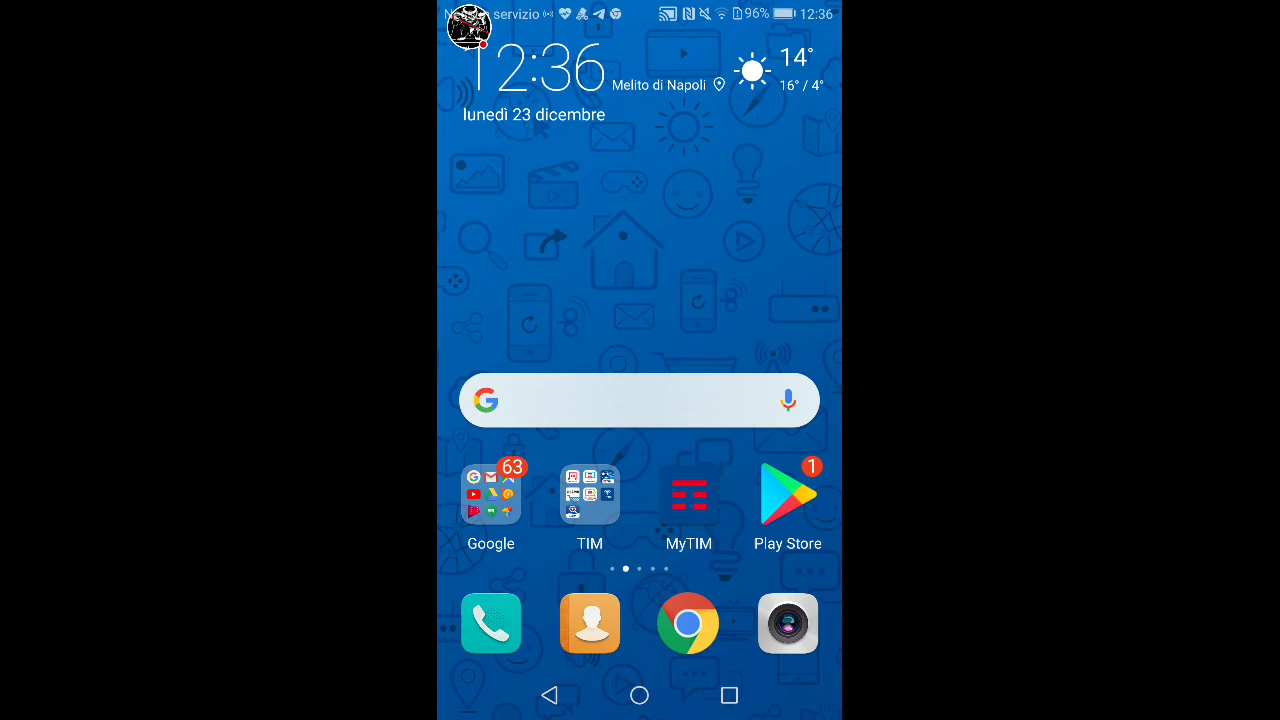 servizio 96% 12:36
12:36
14°
Melito di Napoli
16° / 4°
lunedì 23 dicembre
63
1
Google TIM MyTIM Play Store